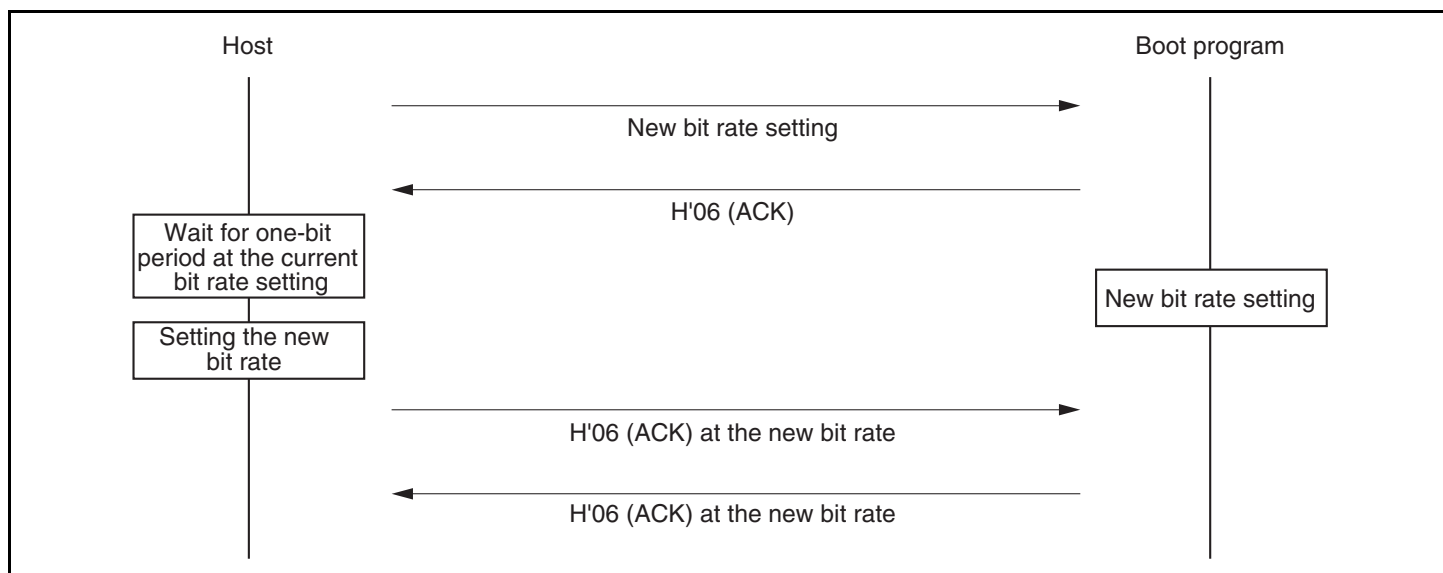 Host
Boot program
New bit rate setting
H'06 (ACK)
Wait for one-bit
period at the current
bit rate setting
New bit rate setting
Setting the new
bit rate
H'06 (ACK) at the new bit rate
H'06 (ACK) at the new bit rate